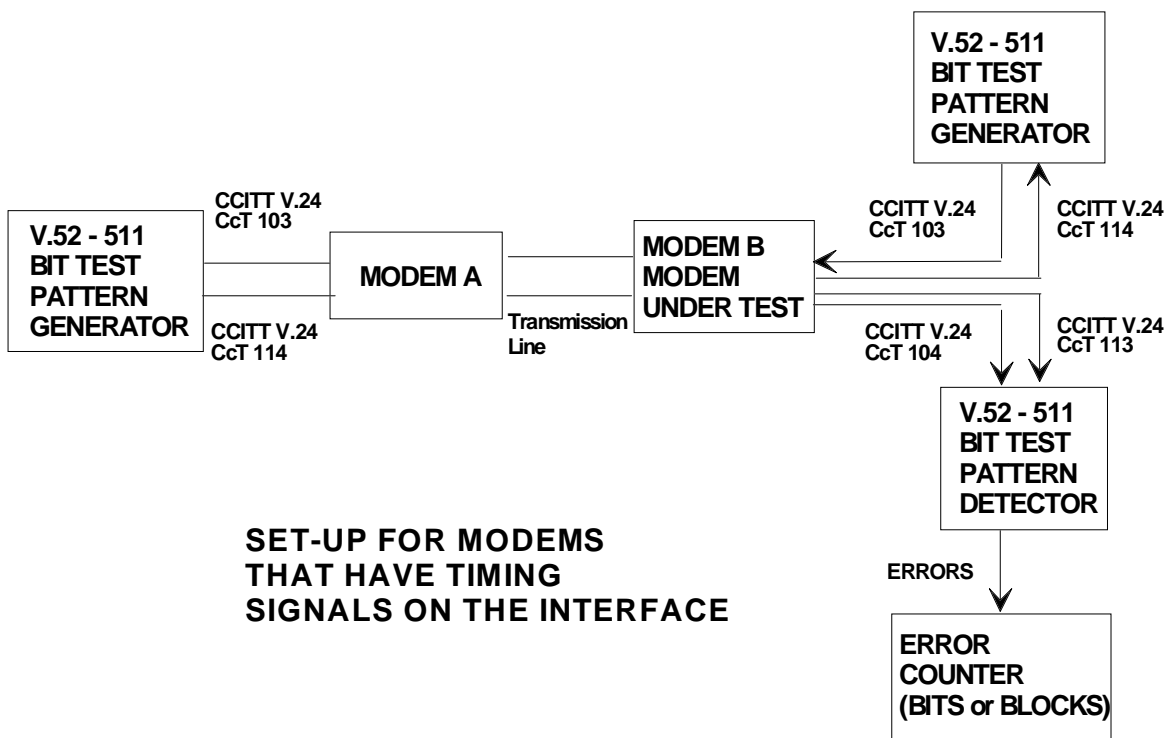 V.52 - 511
BIT TEST
PATTERN
GENERATOR
CCITT V.24
CcT 103
CCITT V.24
CcT 114
V.52 - 511
BIT TEST
PATTERN
GENERATOR
CCITT V.24
CcT 103
CCITT V.24
CcT 114
MODEM A
Transmission
Line
MODEM B
MODEM
UNDER TEST
CCITT V.24
CcT 104
CCITT V.24
CcT 113
V.52 - 511
BIT TEST
PATTERN
DETECTOR
SET-UP FOR MODEMS
THAT HAVE TIMING
SIGNALS ON THE INTERFACE
ERRORS
ERROR
COUNTER
(BITS or BLOCKS)